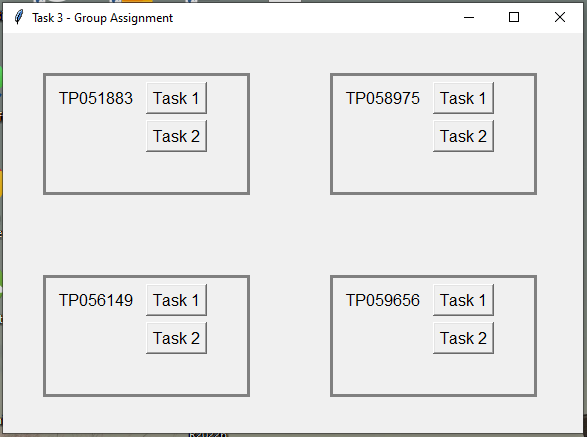 Task 3 - Group Assignment
TP051883 Task 1
Task 2
TP058975 Task 1
Task 2
TP056149 Task 1
Task 2
TP059656 Task 1
Task 2